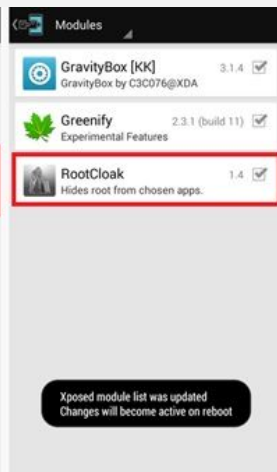 Modules
GravityBox [KK] 3.1.4
GravityBox by C3C076@XDA
Greenify 2.3.1 (build 11)
Experimental Features
RootCloak 1.4
Hides root from chosen apps.
Xposed module list was updated
Changes will become active on reboot